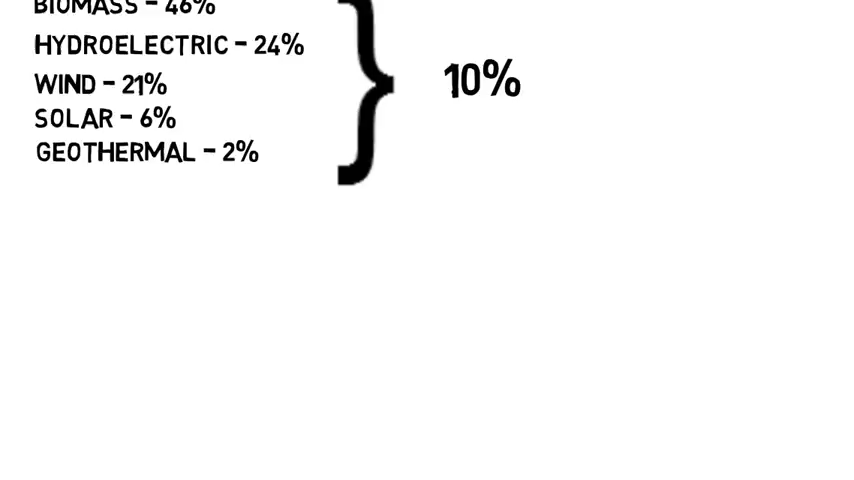 BIOMASS - 46%
HYDROELECTRIC - 24%
WIND - 21%
SOLAR - 6%
GEOTHERMAL - 2%
} 10%